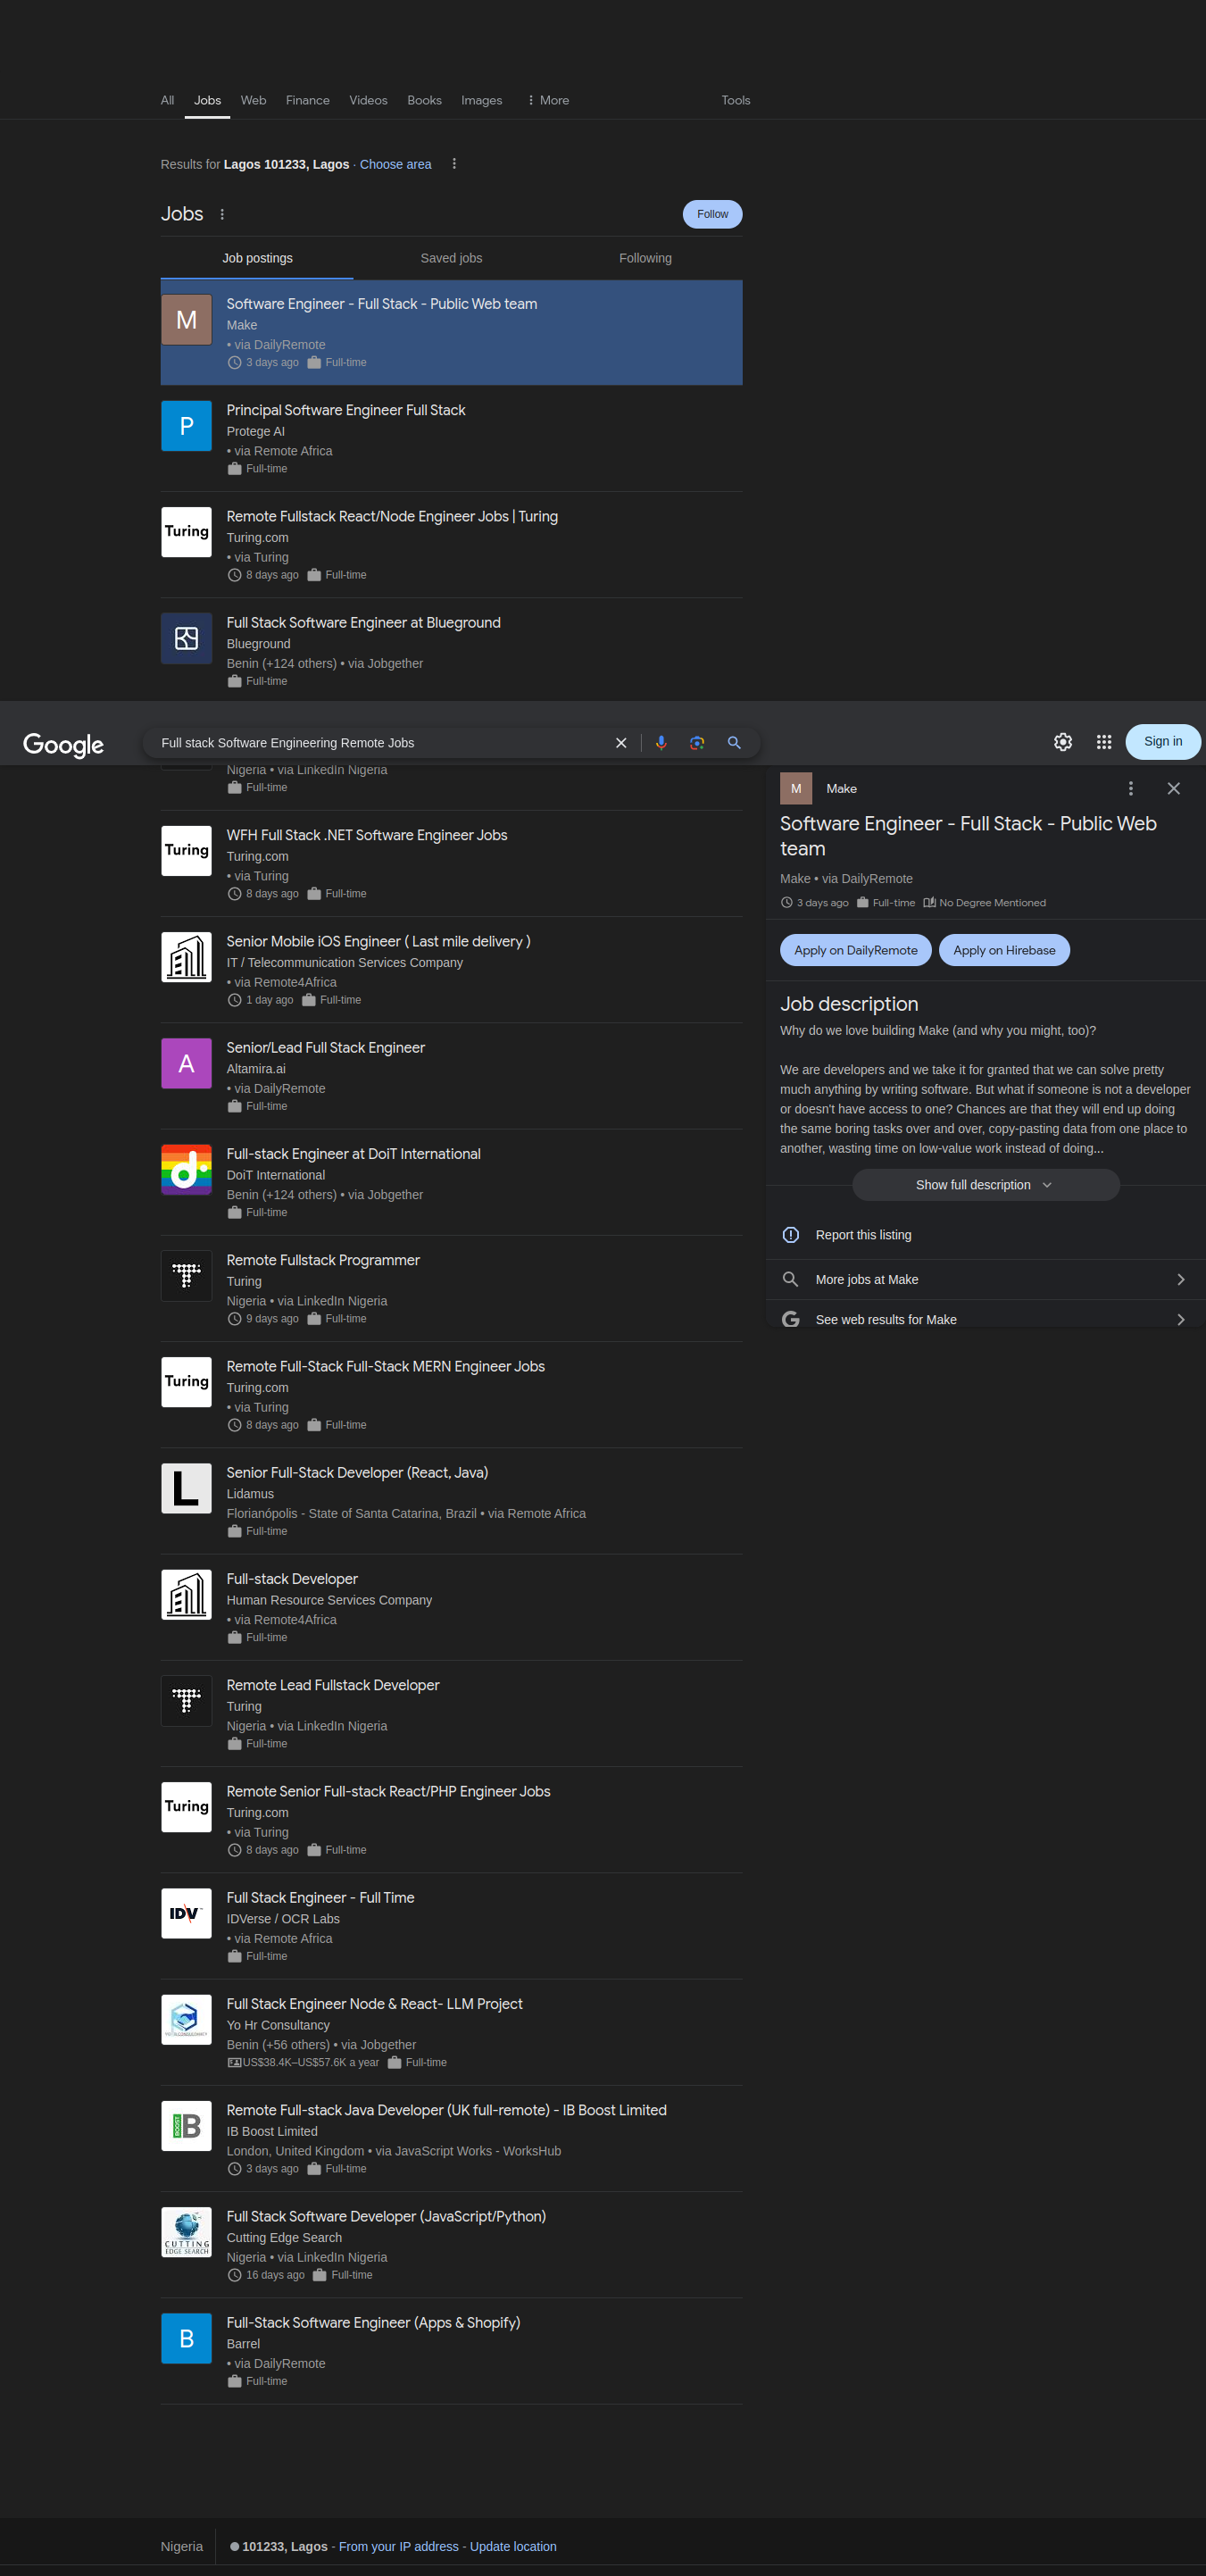 All Jobs Web Finance Videos Books Images More Tools
Results for Lagos 101233, Lagos · Choose area
Jobs
Follow
Job postings Saved jobs Following
M
Software Engineer - Full Stack - Public Web team
Make
• via DailyRemote
3 days ago Full-time
P
Principal Software Engineer Full Stack
Protege AI
• via Remote Africa
Full-time
Turing
Remote Fullstack React/Node Engineer Jobs | Turing
Turing.com
• via Turing
8 days ago Full-time
Full Stack Software Engineer at Blueground
Blueground
Benin (+124 others) • via Jobgether
Full-time
Google
Full stack Software Engineering Remote Jobs
Sign in
Nigeria • via LinkedIn Nigeria
Full-time
Turing
WFH Full Stack .NET Software Engineer Jobs
Turing.com
• via Turing
8 days ago Full-time
Senior Mobile iOS Engineer ( Last mile delivery )
IT / Telecommunication Services Company
• via Remote4Africa
1 day ago Full-time
A
Senior/Lead Full Stack Engineer
Altamira.ai
• via DailyRemote
Full-time
d
Full-stack Engineer at DoiT International
DoiT International
Benin (+124 others) • via Jobgether
Full-time
T
Remote Fullstack Programmer
Turing
Nigeria • via LinkedIn Nigeria
9 days ago Full-time
Turing
Remote Full-Stack Full-Stack MERN Engineer Jobs
Turing.com
• via Turing
8 days ago Full-time
L
Senior Full-Stack Developer (React, Java)
Lidamus
Florianópolis - State of Santa Catarina, Brazil • via Remote Africa
Full-time
Full-stack Developer
Human Resource Services Company
• via Remote4Africa
Full-time
T
Remote Lead Fullstack Developer
Turing
Nigeria • via LinkedIn Nigeria
Full-time
Turing
Remote Senior Full-stack React/PHP Engineer Jobs
Turing.com
• via Turing
8 days ago Full-time
IDV
Full Stack Engineer - Full Time
IDVerse / OCR Labs
• via Remote Africa
Full-time
Full Stack Engineer Node & React- LLM Project
Yo Hr Consultancy
Benin (+56 others) • via Jobgether
US$38.4K–US$57.6K a year Full-time
BOOST
IB
Remote Full-stack Java Developer (UK full-remote) - IB Boost Limited
IB Boost Limited
London, United Kingdom • via JavaScript Works - WorksHub
3 days ago Full-time
CUTTING
EDGE SEARCH
Full Stack Software Developer (JavaScript/Python)
Cutting Edge Search
Nigeria • via LinkedIn Nigeria
16 days ago Full-time
B
Full-Stack Software Engineer (Apps & Shopify)
Barrel
• via DailyRemote
Full-time
M
Make
Software Engineer - Full Stack - Public Web
team
Make • via DailyRemote
3 days ago Full-time No Degree Mentioned
Apply on DailyRemote Apply on Hirebase
Job description
Why do we love building Make (and why you might, too)?
We are developers and we take it for granted that we can solve pretty
much anything by writing software. But what if someone is not a developer
or doesn't have access to one? Chances are that they will end up doing
the same boring tasks over and over, copy-pasting data from one place to
another, wasting time on low-value work instead of doing...
Show full description
Report this listing
More jobs at Make
G
See web results for Make
Nigeria
101233, Lagos - From your IP address - Update location